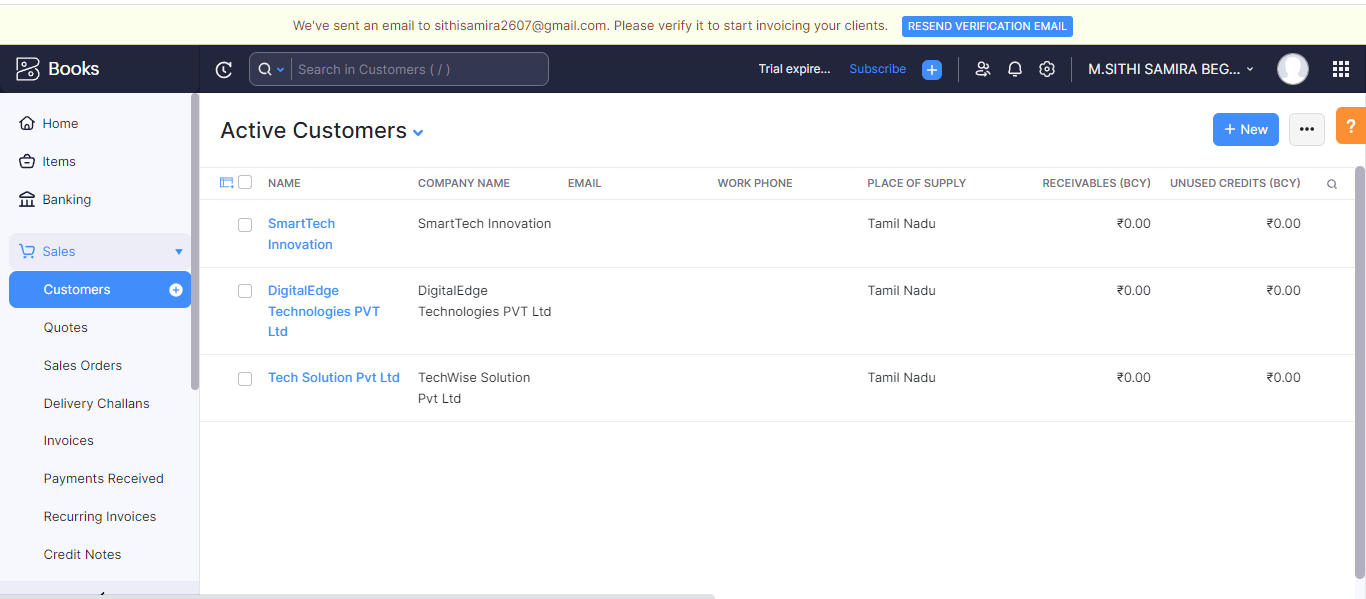 We've sent an email to sithisamira2607@gmail.com. Please verify it to start invoicing your clients. RESEND VERIFICATION EMAIL
Books
Search in Customers ( / )
Trial expire... Subscribe
M.SITHI SAMIRA BEG...
Home
Items
Banking
Sales
Customers
Quotes
Sales Orders
Delivery Challans
Invoices
Payments Received
Recurring Invoices
Credit Notes
Active Customers
+ New
?
NAME COMPANY NAME EMAIL WORK PHONE PLACE OF SUPPLY RECEIVABLES (BCY) UNUSED CREDITS (BCY)
SmartTech SmartTech Innovation Tamil Nadu ₹0.00 ₹0.00
Innovation
DigitalEdge DigitalEdge Tamil Nadu ₹0.00 ₹0.00
Technologies PVT Technologies PVT Ltd
Ltd
Tech Solution Pvt Ltd TechWise Solution Tamil Nadu ₹0.00 ₹0.00
Pvt Ltd